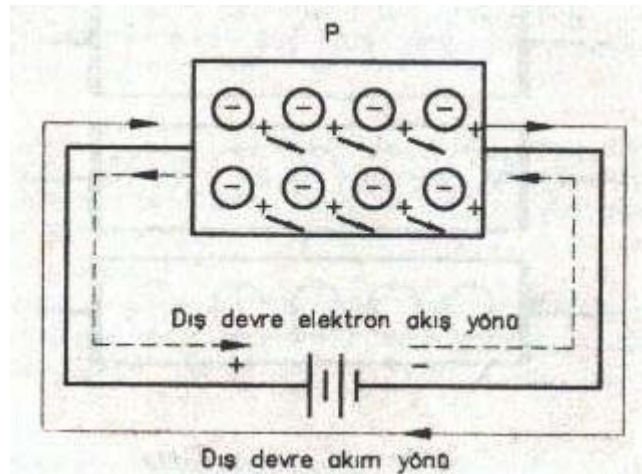 P
− − − −
+ + + +
− − − −
+ + + +
Dış devre elektron akış yönü
+ −
Dış devre akım yönü